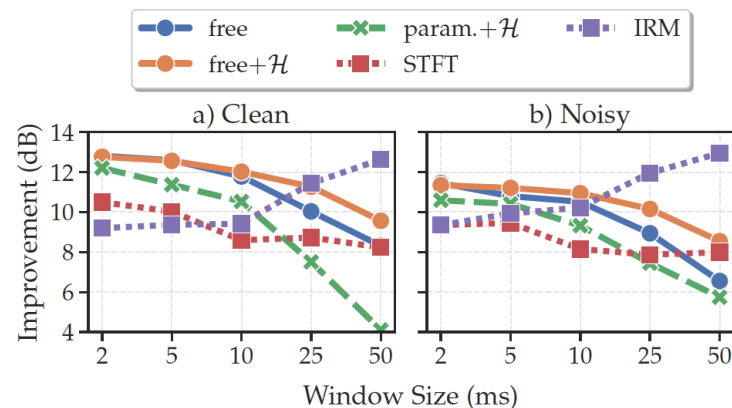 free
param.+ℋ
IRM
free+ℋ
STFT
a) Clean
b) Noisy
Improvement (dB)
14
12
10
8
6
4
2 5 10 25 50
2 5 10 25 50
Window Size (ms)